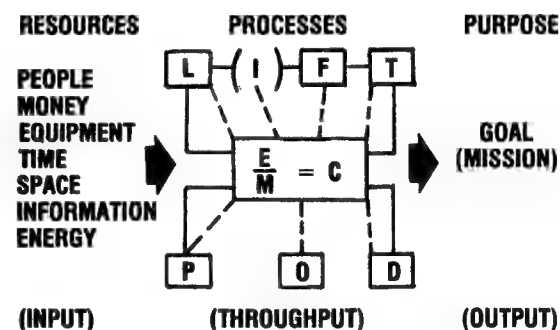 RESOURCES PROCESSES PURPOSE
L ( I ) F T
PEOPLE
MONEY
EQUIPMENT
TIME
SPACE
INFORMATION
ENERGY
E/M = C
GOAL
(MISSION)
P O D
(INPUT) (THROUGHPUT) (OUTPUT)